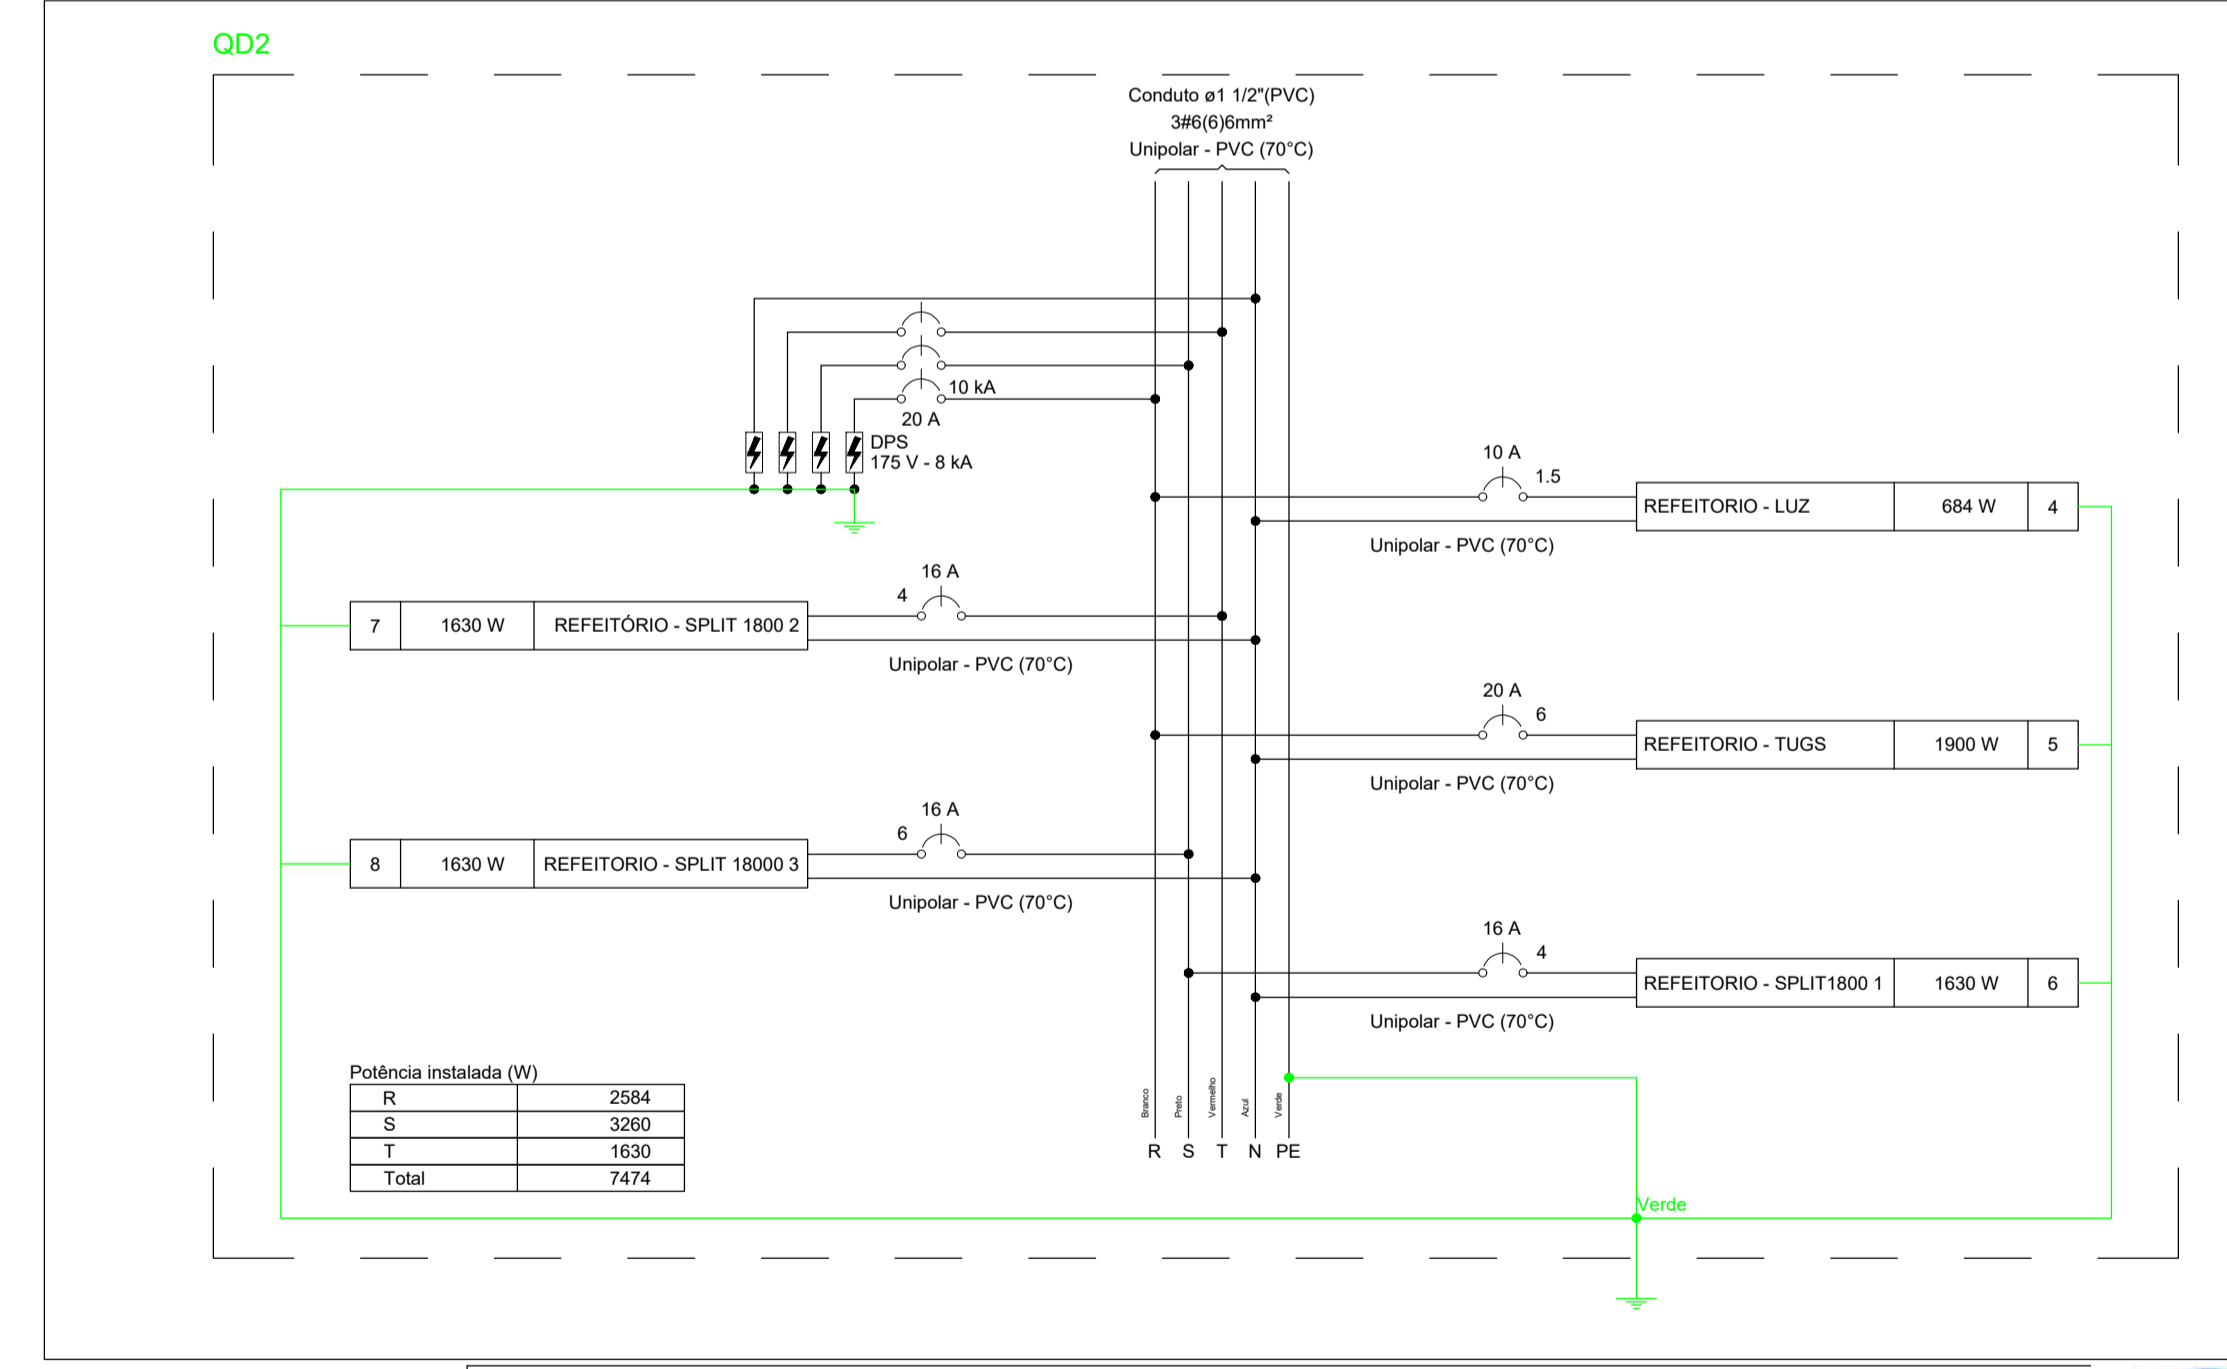 QD2
Conduto ø1 1/2"(PVC)
3#6(6)6mm²
Unipolar - PVC (70°C)
10 kA
20 A
DPS
175 V - 8 kA
10 A
1.5
REFEITORIO - LUZ 684 W 4
Unipolar - PVC (70°C)
16 A
4
7 1630 W REFEITÓRIO - SPLIT 1800 2
Unipolar - PVC (70°C)
20 A
6
REFEITORIO - TUGS 1900 W 5
Unipolar - PVC (70°C)
16 A
6
8 1630 W REFEITORIO - SPLIT 18000 3
Unipolar - PVC (70°C)
16 A
4
REFEITORIO - SPLIT1800 1 1630 W 6
Unipolar - PVC (70°C)
Potência instalada (W)
R 2584
S 3260
T 1630
Total 7474
Branco
Preto
Vermelho
Azul
Verde
R S T N PE
Verde